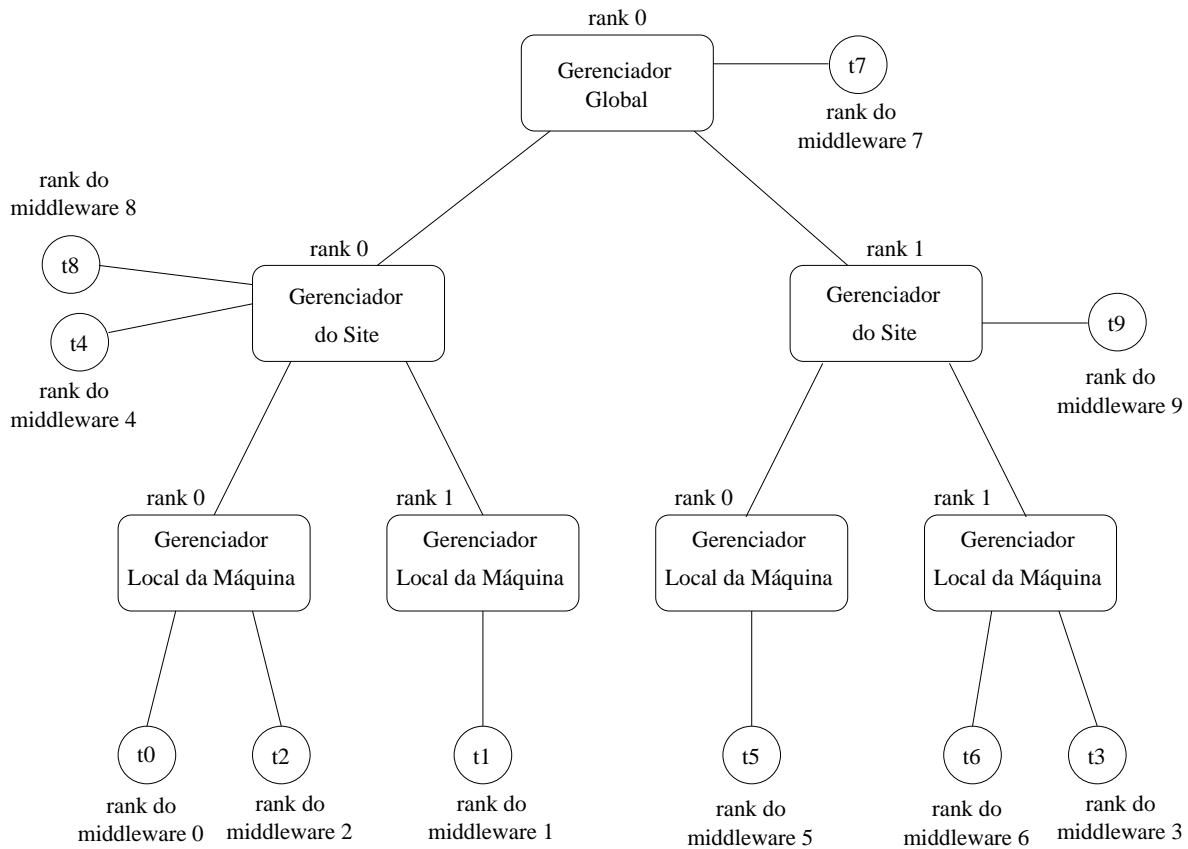 rank 0
Gerenciador
Global
t7
rank do
middleware 7
rank do
middleware 8
t8
t4
rank do
middleware 4
rank 0
Gerenciador
do Site
rank 1
Gerenciador
do Site
t9
rank do
middleware 9
rank 0
Gerenciador
Local da Máquina
rank 1
Gerenciador
Local da Máquina
rank 0
Gerenciador
Local da Máquina
rank 1
Gerenciador
Local da Máquina
t0
rank do
middleware 0
t2
rank do
middleware 2
t1
rank do
middleware 1
t5
rank do
middleware 5
t6
rank do
middleware 6
t3
rank do
middleware 3